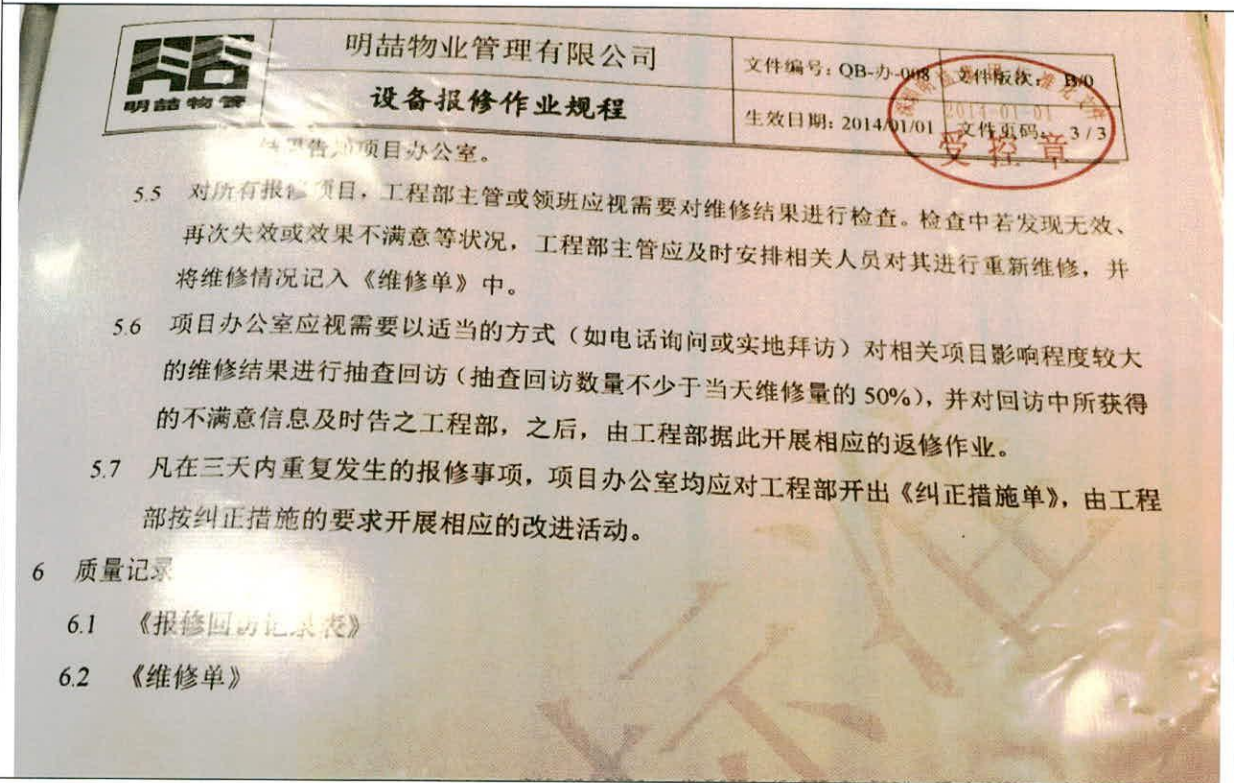 明喆物管
明喆物业管理有限公司
设备报修作业规程
文件编号：QB-办-008 文件版次： B/0
生效日期：2014/01/01 文件页码： 3 / 3
2014-01-01
受控章
告知项目办公室。
5.5 对所有报修项目，工程部主管或领班应视需要对维修结果进行检查。检查中若发现无效、
再次失效或效果不满意等状况，工程部主管应及时安排相关人员对其进行重新维修，并
将维修情况记入《维修单》中。
5.6 项目办公室应视需要以适当的方式（如电话询问或实地拜访）对相关项目影响程度较大
的维修结果进行抽查回访（抽查回访数量不少于当天维修量的 50%），并对回访中所获得
的不满意信息及时告之工程部，之后，由工程部据此开展相应的返修作业。
5.7 凡在三天内重复发生的报修事项，项目办公室均应对工程部开出《纠正措施单》，由工程
部按纠正措施的要求开展相应的改进活动。
6 质量记录
6.1 《报修回访记录表》
6.2 《维修单》